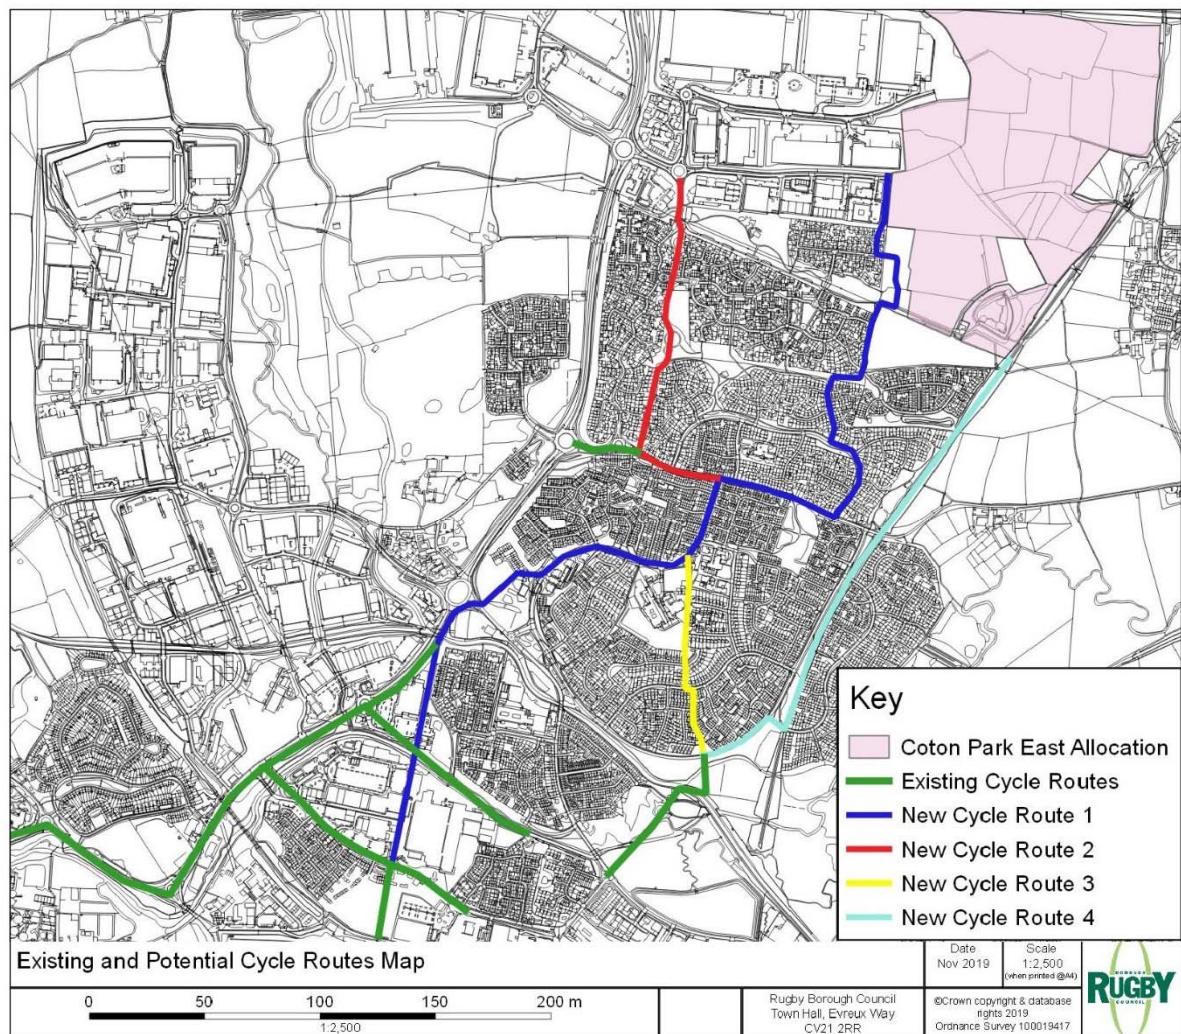 Key
Coton Park East Allocation
Existing Cycle Routes
New Cycle Route 1
New Cycle Route 2
New Cycle Route 3
New Cycle Route 4
Existing and Potential Cycle Routes Map
Date
Nov 2019
Scale
1:2,500
(when printed @A4)
0 50 100 150 200 m
1:2,500
Rugby Borough Council
Town Hall, Evreux Way
CV21 2RR
©Crown copyright & database
rights 2019
Ordnance Survey 100019417
BOROUGH
RUGBY
COUNCIL